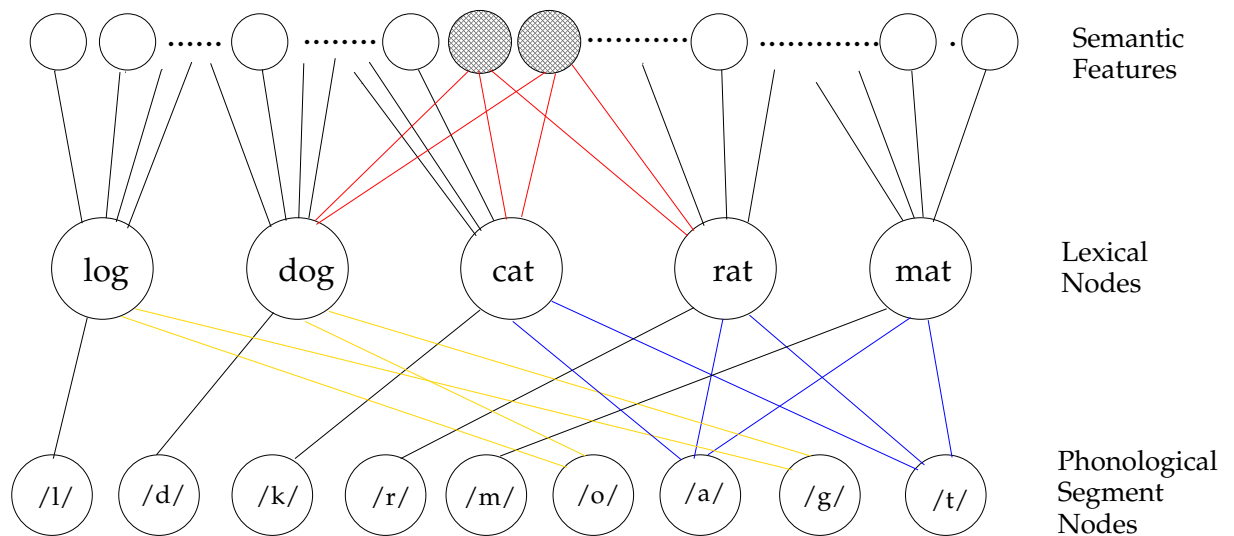 Semantic
Features
log dog cat rat mat
Lexical
Nodes
/l/ /d/ /k/ /r/ /m/ /o/ /a/ /g/ /t/
Phonological
Segment
Nodes